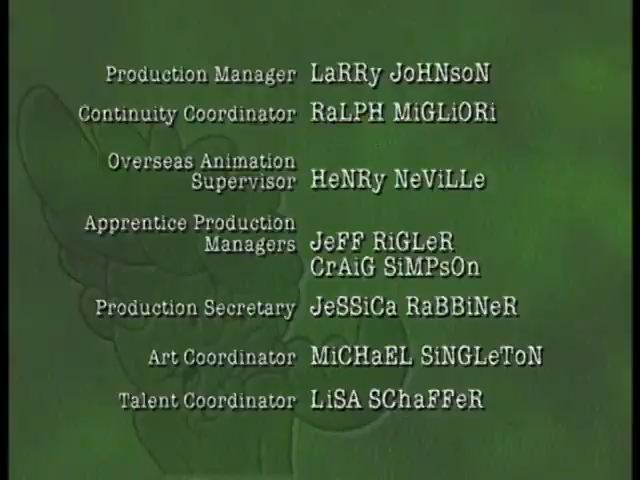 Production Manager LaRRy JoHNsoN
Continuity Coordinator RaLPH MiGLiORi
Overseas Animation
Supervisor HeNRy NeViLLe
Apprentice Production
Managers JeFF RiGLeR
CrAiG SiMPsOn
Production Secretary JeSSiCa RaBBiNeR
Art Coordinator MiCHaEL SiNGLeToN
Talent Coordinator LiSA SChaFFeR